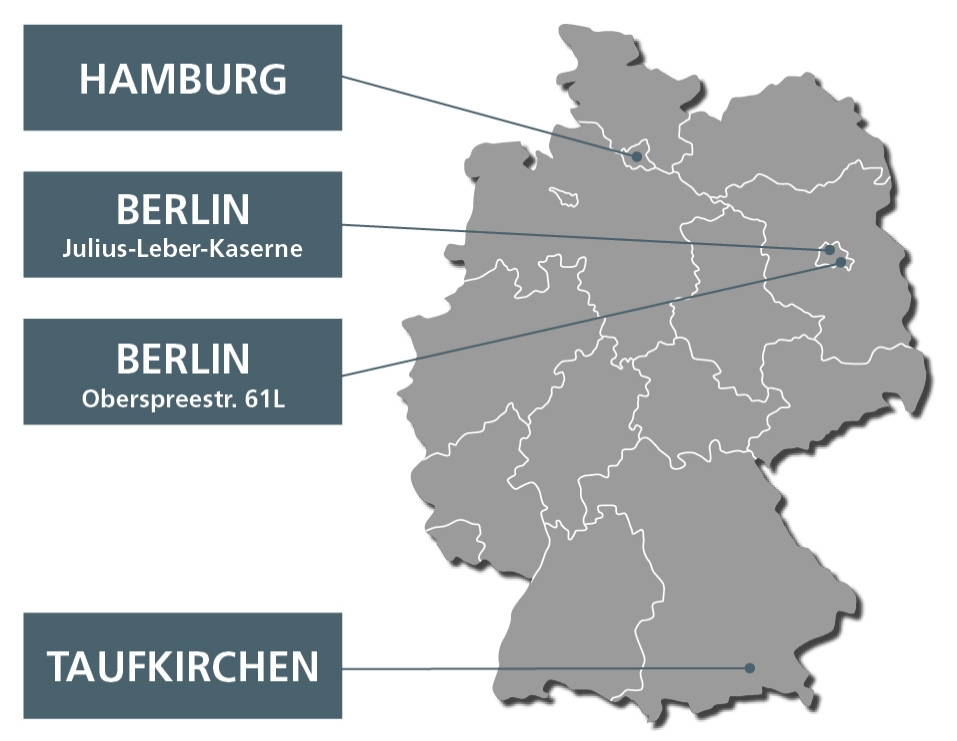 HAMBURG
BERLIN
Julius-Leber-Kaserne
BERLIN
Oberspreestr. 61L
TAUFKIRCHEN